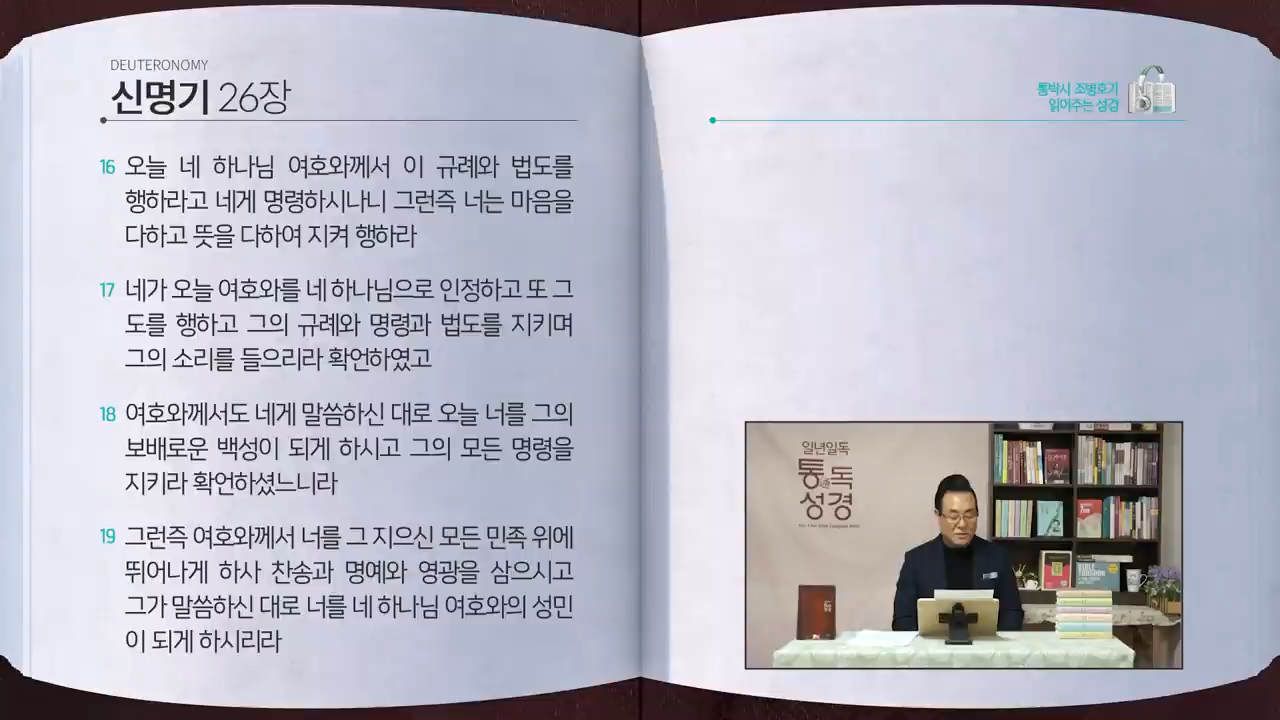 DEUTERONOMY
신명기 26장
통박사 조병호가
읽어주는 성경
16 오늘 네 하나님 여호와께서 이 규례와 법도를
행하라고 네게 명령하시나니 그런즉 너는 마음을
다하고 뜻을 다하여 지켜 행하라
17 네가 오늘 여호와를 네 하나님으로 인정하고 또 그
도를 행하고 그의 규례와 명령과 법도를 지키며
그의 소리를 들으리라 확언하였고
18 여호와께서도 네게 말씀하신 대로 오늘 너를 그의
보배로운 백성이 되게 하시고 그의 모든 명령을
지키라 확언하셨느니라
19 그런즉 여호와께서 너를 그 지으신 모든 민족 위에
뛰어나게 하사 찬송과 명예와 영광을 삼으시고
그가 말씀하신 대로 너를 네 하나님 여호와의 성민
이 되게 하시리라
일년일독
통독
성경